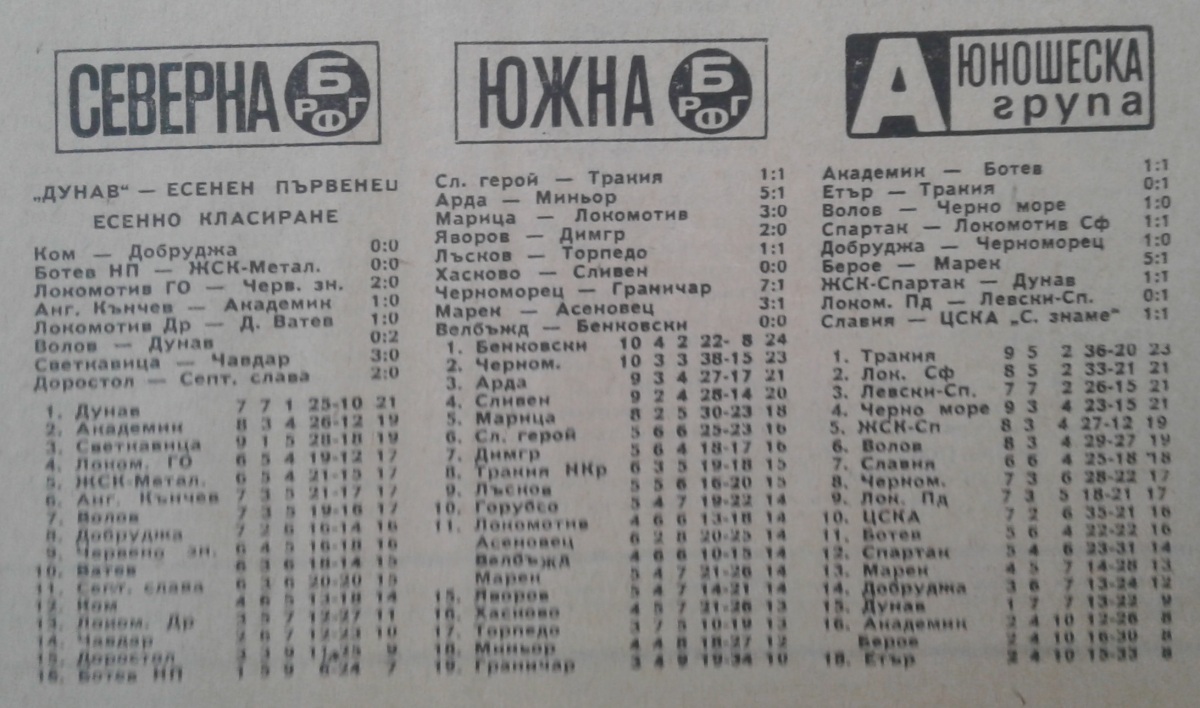 СЕВЕРНА Б РФГ
„ДУНАВ“ — ЕСЕНЕН ПЪРВЕНЕЦ
ЕСЕННО КЛАСИРАНЕ
Ком — Добруджа 0:0
Ботев НП — ЖСК-Метал. 0:0
Локомотив ГО — Черв. зн. 2:0
Анг. Кънчев — Академик 1:0
Локомотив Др — Д. Ватев 1:0
Волов — Дунав 0:2
Светкавица — Чавдар 3:0
Доростол — Септ. слава 2:0
1. Дунав 7 7 1 25-10 21
2. Академик 8 3 4 26-12 19
3. Светкавица 9 1 5 28-18 19
4. Локом. ГО 6 5 4 19-12 17
5. ЖСК-Метал. 6 5 4 21-15 17
6. Анг. Кънчев 7 3 5 21-17 17
7. Волов 7 3 5 19-16 17
8. Добруджа 7 2 6 16-14 16
9. Червено зн. 6 4 5 16-18 16
10. Ватев 6 3 6 18-14 15
11. Септ. слава 6 3 6 20-20 15
12. Ком 4 6 5 13-18 14
13. Локом. Др 3 5 7 12-27 11
14. Чавдар 10
15. Доростол 3 3 9 9
16. Ботев НП 1 5 9 6-24 7
ЮЖНА Б РФГ
Сл. герой — Тракия 1:1
Арда — Миньор 5:1
Марица — Локомотив 3:0
Яворов — Димгр 2:0
Лъсков — Торпедо 1:1
Хасково — Сливен 0:0
Черноморец — Граничар 7:1
Марек — Асеновец 3:1
Велбъжд — Бенковски 0:0
1. Бенковски 10 4 2 22- 8 24
2. Черном. 10 3 3 38-15 23
3. Арда 9 3 4 27-17 21
4. Сливен 9 2 4 28-14 20
5. Марица 8 2 5 30-23 18
6. Сл. герой 5 6 6 25-23 16
7. Димгр 5 6 4 18-17 16
8. Тракия НКр 6 3 5 19-18 15
9. Лъсков 5 5 6 16-20 15
10. Горубсо 5 4 7 19-22 14
11. Локомотив 4 6 6 13-18 14
Асеновец 6 2 8 20-25 14
Велбъжд 4 6 6 10-15 14
Марек 5 4 7 21-26 14
15. Яворов 5 4 7 14-21 14
16. Хасково 4 5 7 21-26 13
17. Торпедо 3 7 5 10-19 13
18. Миньор 4 4 8 18-27 12
19. Граничар 3 4 9 19-34 10
А ЮНОШЕСКА група
Академик — Ботев 1:1
Етър — Тракия 0:1
Волов — Черно море 1:0
Спартак — Локомотив Сф 1:1
Добруджа — Черноморец 1:0
Берое — Марек 5:1
ЖСК-Спартак — Дунав 1:1
Локом. Пд — Левски-Сп. 0:1
Славия — ЦСКА „С. знаме“ 1:1
1. Тракия 9 5 2 36-20 23
2. Лок. Сф 8 5 2 33-21 21
3. Левски-Сп. 7 7 2 26-15 21
4. Черно море 9 3 4 23-15 21
5. ЖСК-Сп 8 3 4 27-12 19
6. Волов 8 3 4 29-27 19
7. Славия 6 6 4 25-18 18
8. Черном. 7 3 6 28-22 17
9. Лок. Пд 7 3 5 18-21 17
10. ЦСКА 7 2 6 35-21 16
11. Ботев 5 6 4 22-22 16
12. Спартак 5 4 6 23-31 14
13. Марек 4 5 7 14-28 13
14. Добруджа 3 6 7 13-24 12
15. Дунав 1 7 7 13-22 9
16. Академик 2 4 10 12-26 8
Берое 2 4 10 16-30 8
18. Етър 2 4 10 15-33 8